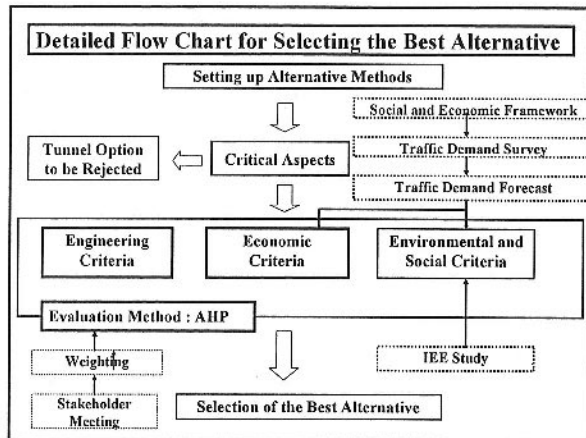 Detailed Flow Chart for Selecting the Best Alternative
Setting up Alternative Methods
Social and Economic Framework
Tunnel Option
to be Rejected
Critical Aspects
Traffic Demand Survey
Traffic Demand Forecast
Engineering
Criteria
Economic
Criteria
Environmental and
Social Criteria
Evaluation Method : AHP
Weighting
IEE Study
Stakeholder
Meeting
Selection of the Best Alternative